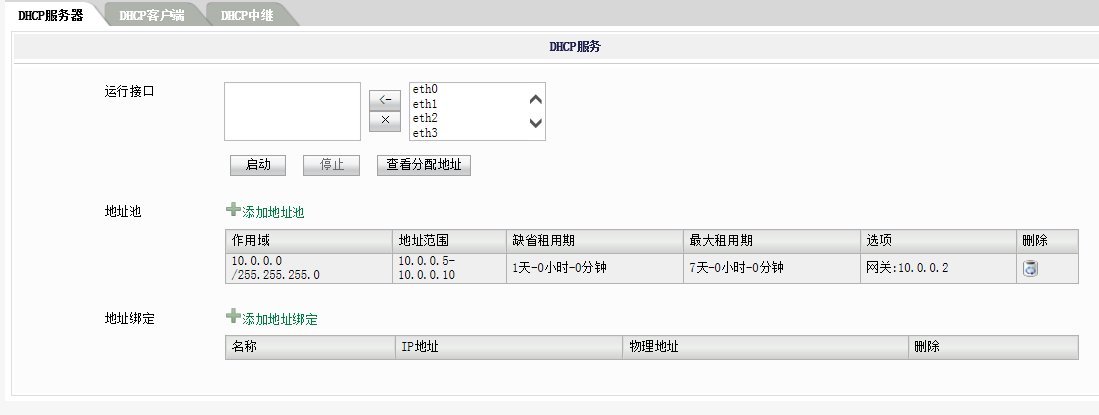 DHCP服务器 DHCP客户端 DHCP中继
DHCP服务
运行接口
<-
×
eth0
eth1
eth2
eth3
启动 停止 查看分配地址
地址池
添加地址池
作用域 地址范围 缺省租用期 最大租用期 选项 删除
10.0.0.0
/255.255.255.0
10.0.0.5-
10.0.0.10
1天-0小时-0分钟 7天-0小时-0分钟 网关:10.0.0.2
地址绑定
添加地址绑定
名称 IP地址 物理地址 删除